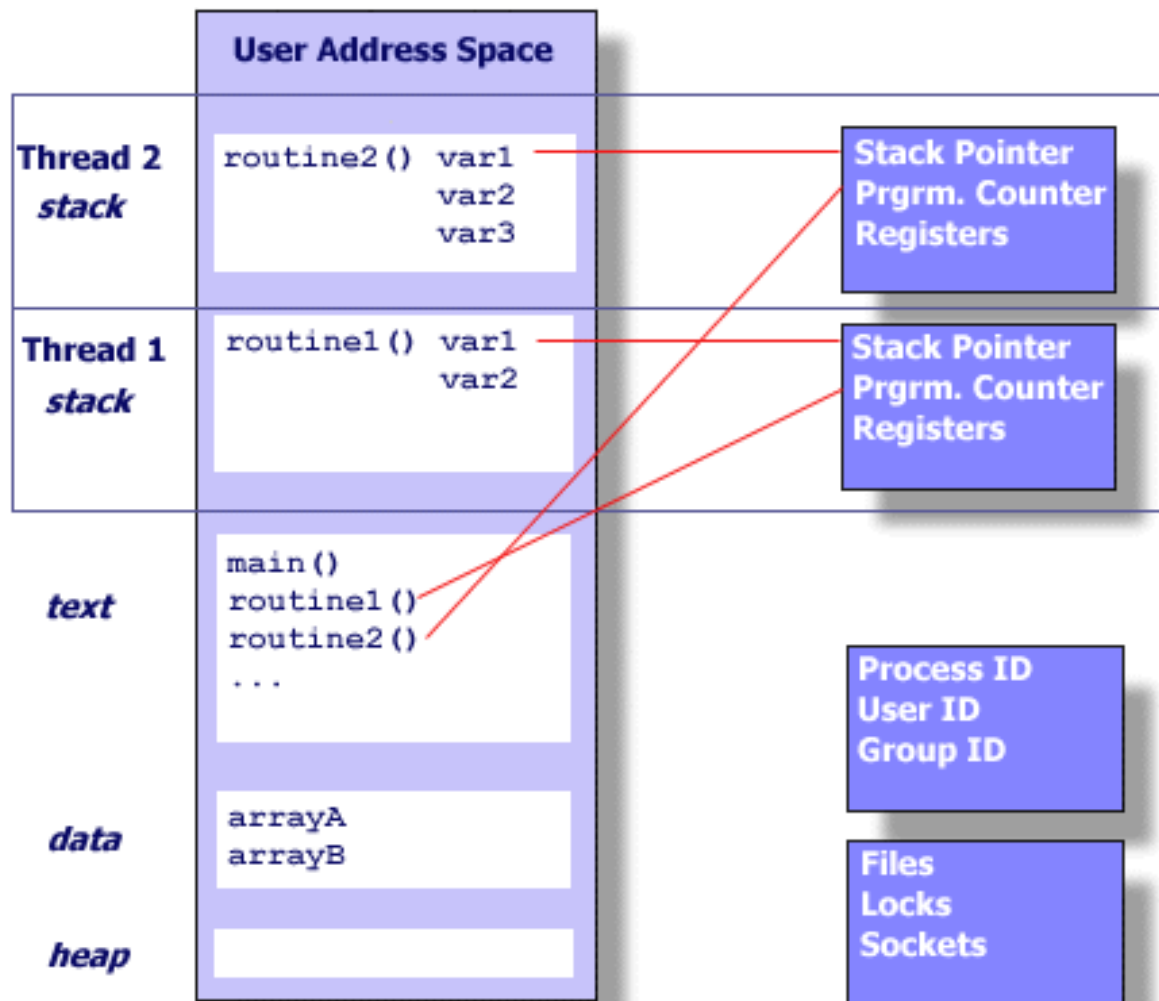 User Address Space
Thread 2
stack
routine2() var1
var2
var3
Stack Pointer
Prgrm. Counter
Registers
Thread 1
stack
routine1() var1
var2
Stack Pointer
Prgrm. Counter
Registers
text
main()
routine1()
routine2()
...
Process ID
User ID
Group ID
data
arrayA
arrayB
Files
Locks
Sockets
heap